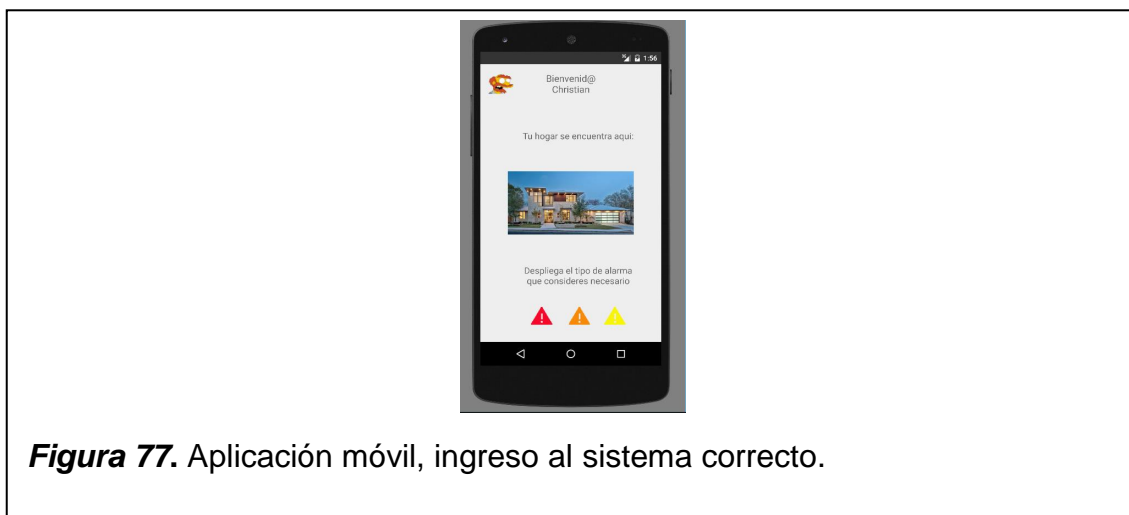 1:56
Bienvenid@
Christian
Tu hogar se encuentra aqui:
Despliega el tipo de alarma
que consideres necesario
Figura 77. Aplicación móvil, ingreso al sistema correcto.